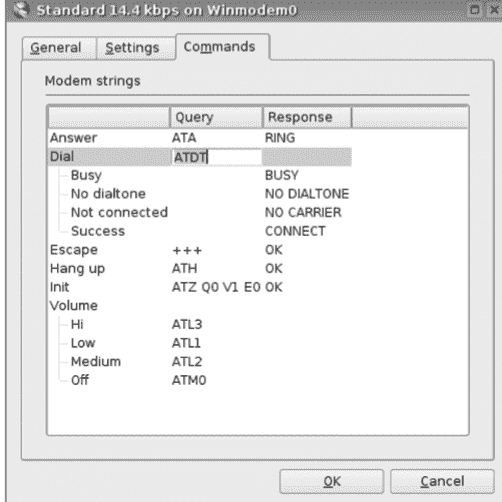 Standard 14.4 kbps on Winmodem0
General Settings Commands
Modem strings
Query Response
Answer ATA RING
Dial ATDT
Busy BUSY
No dialtone NO DIALTONE
Not connected NO CARRIER
Success CONNECT
Escape +++ OK
Hang up ATH OK
Init ATZ Q0 V1 E0 OK
Volume
Hi ATL3
Low ATL1
Medium ATL2
Off ATM0
OK Cancel